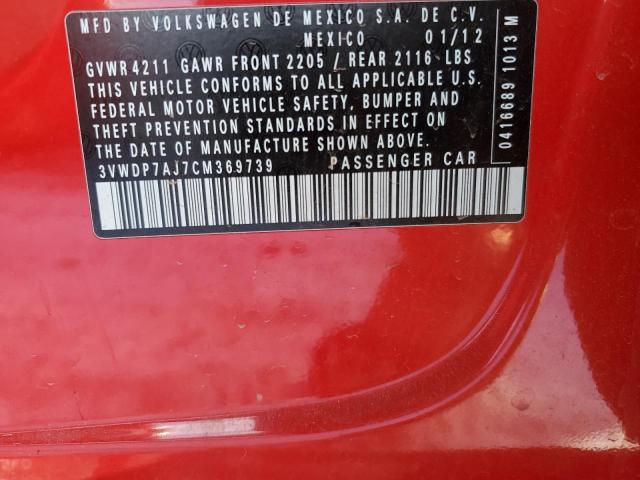 MFD BY VOLKSWAGEN DE MEXICO S.A. DE C.V.
MEXICO 01/12
GVWR 4211 GAWR FRONT 2205 / REAR 2116 LBS
THIS VEHICLE CONFORMS TO ALL APPLICABLE U.S.
FEDERAL MOTOR VEHICLE SAFETY, BUMPER AND
THEFT PREVENTION STANDARDS IN EFFECT ON
THE DATE OF MANUFACTURE SHOWN ABOVE.
3VWDP7AJ7CM369739 PASSENGER CAR
0416689 1013 M